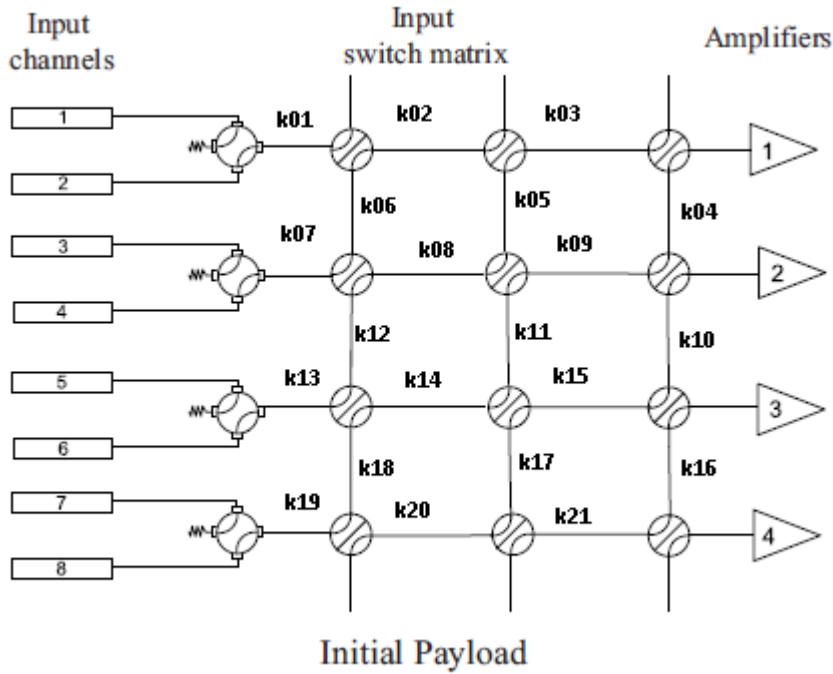 Input
channels
Input
switch matrix
Amplifiers
1
k01
k02
k03
1
2
k06
k05
k04
3
k07
k08
k09
2
4
k12
k11
k10
5
k13
k14
k15
3
6
k18
k17
k16
7
k19
k20
k21
4
8
Initial Payload